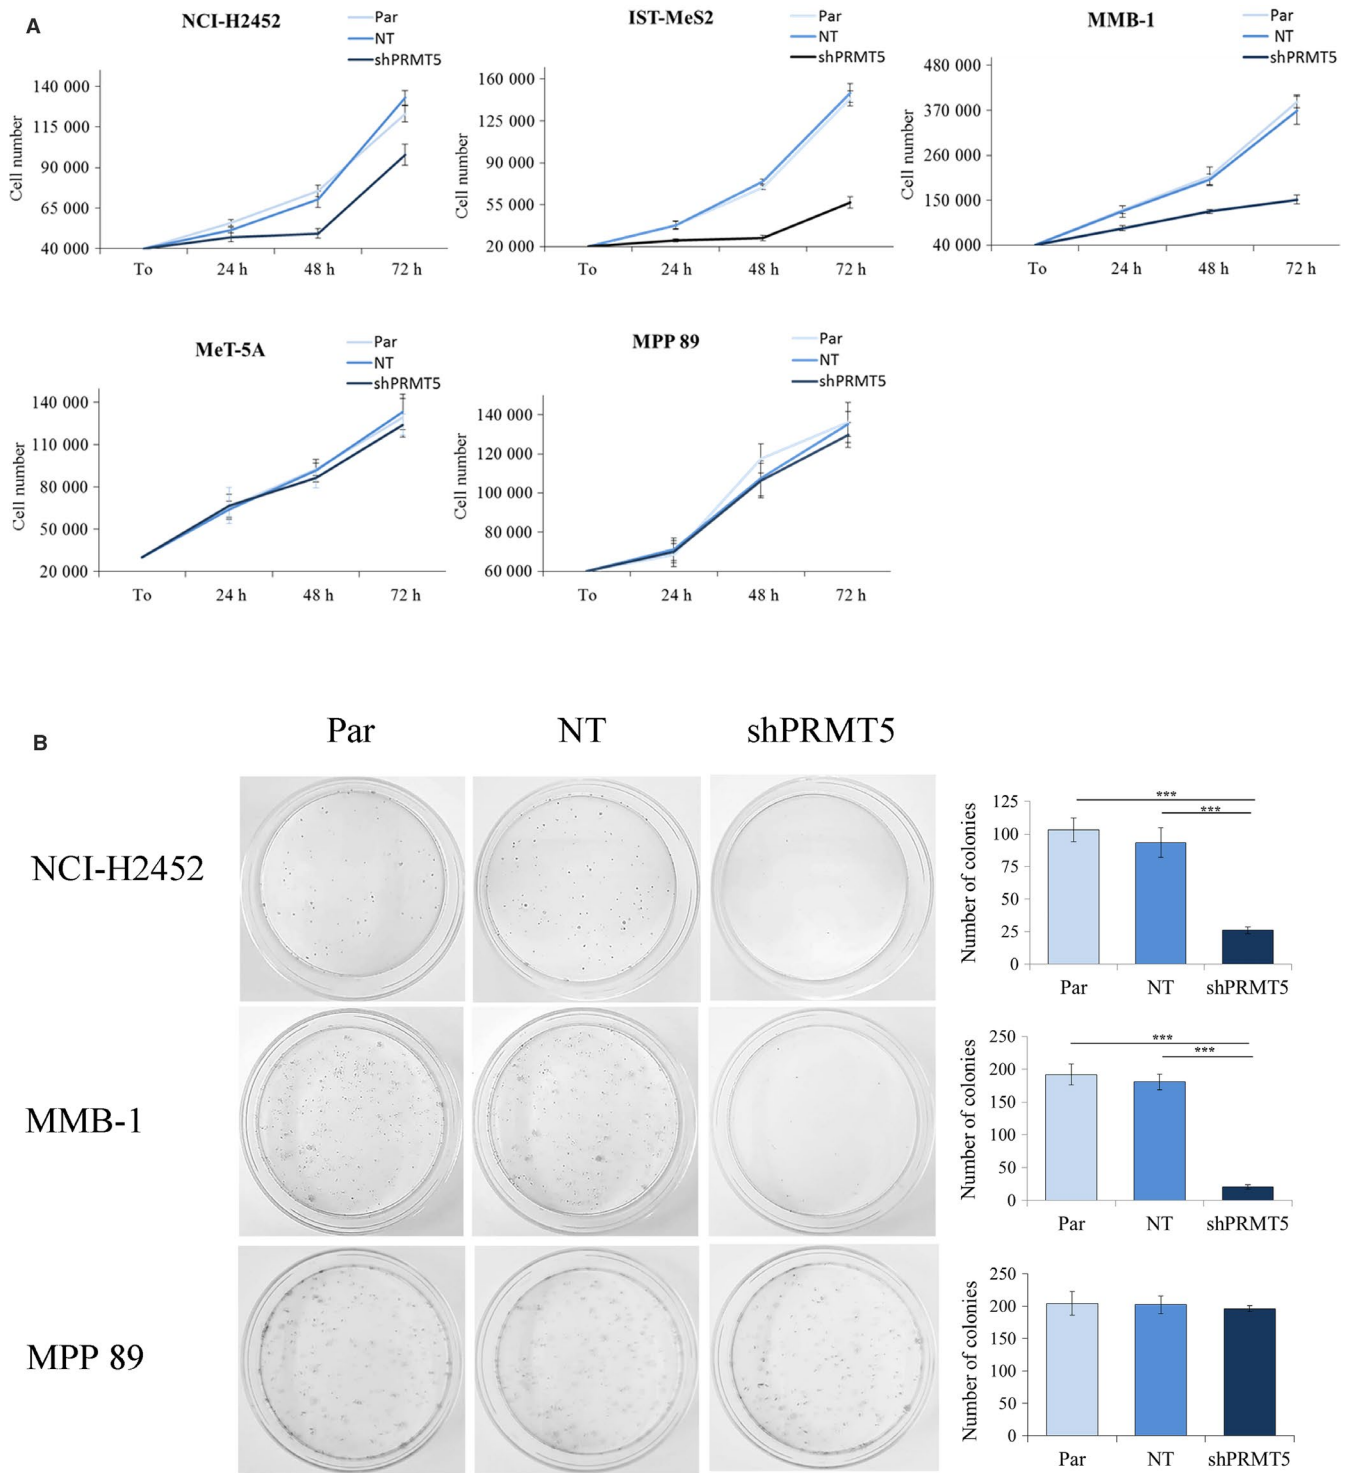 A
NCI-H2452
Par
NT
shPRMT5
Cell number
140 000
115 000
90 000
65 000
40 000
To 24 h 48 h 72 h
IST-MeS2
Par
NT
shPRMT5
Cell number
160 000
125 000
90 000
55 000
20 000
To 24 h 48 h 72 h
MMB-1
Par
NT
shPRMT5
Cell number
480 000
370 000
260 000
150 000
40 000
To 24 h 48 h 72 h
MeT-5A
Par
NT
shPRMT5
Cell number
140 000
110 000
80 000
50 000
20 000
To 24 h 48 h 72 h
MPP 89
Par
NT
shPRMT5
Cell number
140 000
120 000
100 000
80 000
60 000
To 24 h 48 h 72 h
B
Par NT shPRMT5
NCI-H2452
Number of colonies
125
100
75
50
25
0
***
***
Par NT shPRMT5
MMB-1
Number of colonies
250
200
150
100
50
0
***
***
Par NT shPRMT5
MPP 89
Number of colonies
250
200
150
100
50
0
Par NT shPRMT5